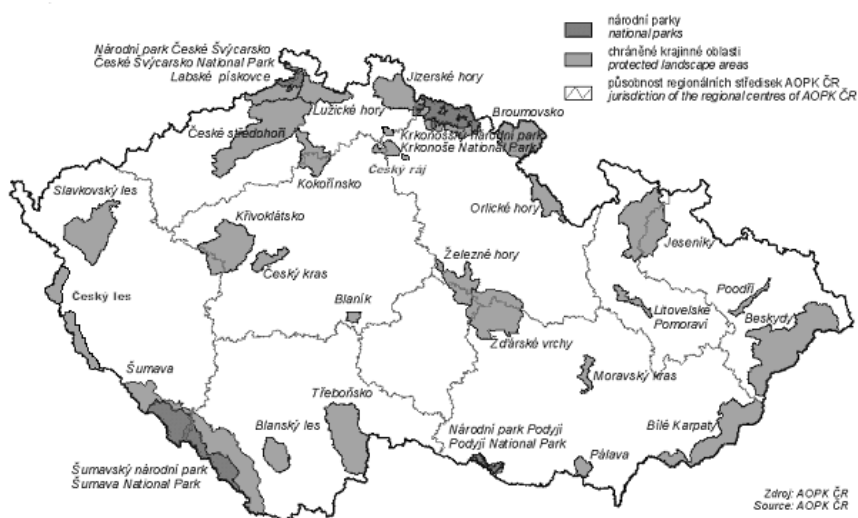 národní parky
national parks
chráněné krajinné oblasti
protected landscape areas
působnost regionálních středisek AOPK ČR
jurisdiction of the regional centres of AOPK ČR
Národní park České Švýcarsko
České Švýcarsko National Park
Labské pískovce
Jizerské hory
Lužické hory
Broumovsko
České středohoří
Krkonošský národní park
Krkonoše National Park
Český ráj
Kokořínsko
Slavkovský les
Orlické hory
Křivoklátsko
Jeseníky
Železné hory
Český kras
Český les
Blaník
Poodří
Litovelské
Pomoraví
Beskydy
Žďárské vrchy
Šumava
Moravský kras
Třeboňsko
Blanský les
Národní park Podyjí
Podyjí National Park
Bílé Karpaty
Pálava
Šumavský národní park
Šumava National Park
Zdroj: AOPK ČR
Source: AOPK ČR